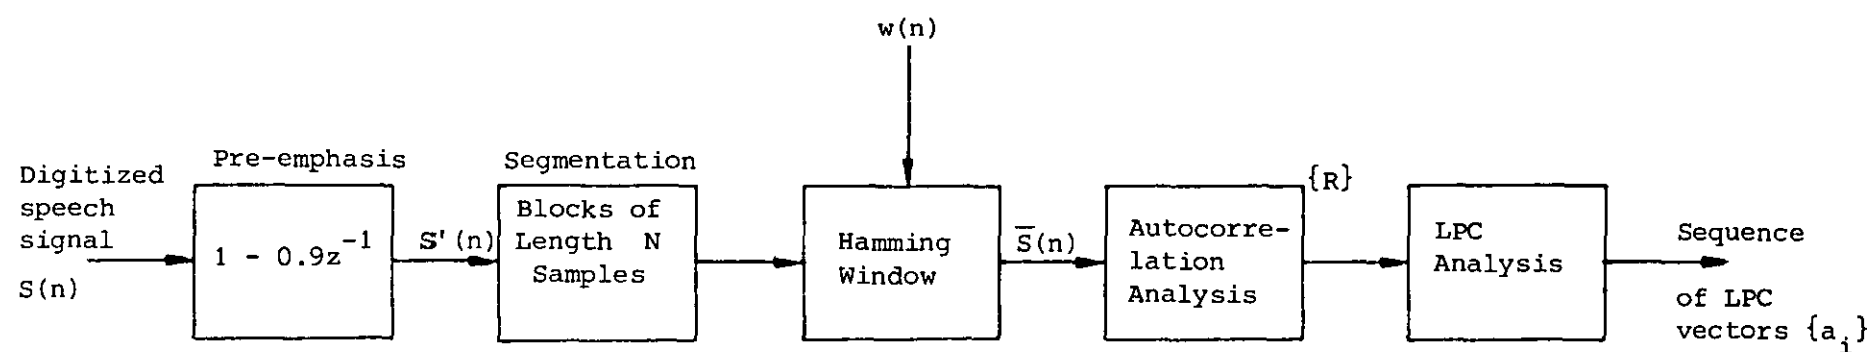 w(n)
Digitized
speech
signal
S(n)
Pre-emphasis
1 - 0.9z⁻¹
S'(n)
Segmentation
Blocks of
Length N
Samples
Hamming
Window
S̅(n)
Autocorre-
lation
Analysis
{R}
LPC
Analysis
Sequence
of LPC
vectors {a_i}